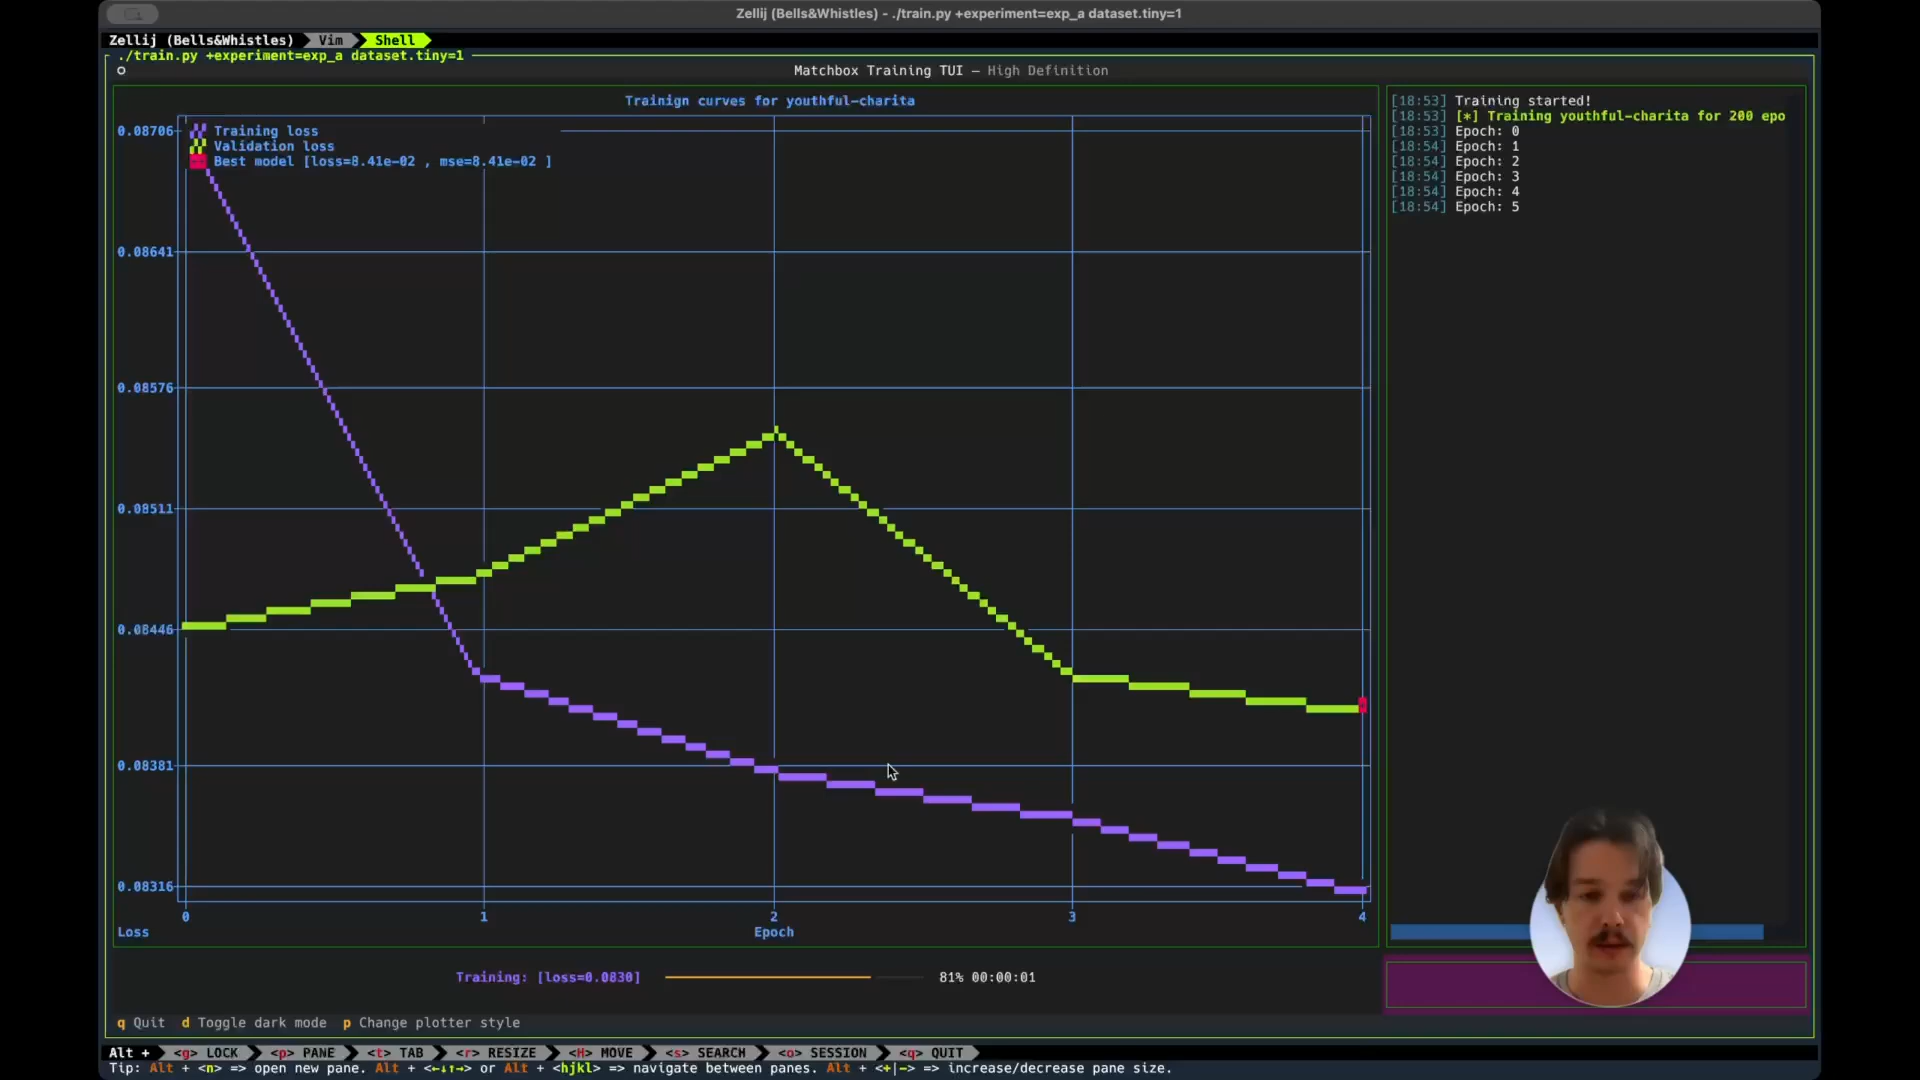 Zellij (Bells&Whistles) - ./train.py +experiment=exp_a dataset.tiny=1
Zellij (Bells&Whistles) Vim Shell
./train.py +experiment=exp_a dataset.tiny=1
Matchbox Training TUI — High Definition
Trainign curves for youthful-charita
0.08706
Training loss
Validation loss
Best model [loss=8.41e-02 , mse=8.41e-02 ]
0.08641
0.08576
0.08511
0.08446
0.08381
0.08316
0 1 2 3 4
Loss Epoch
[18:53] Training started!
[18:53] [*] Training youthful-charita for 200 epo
[18:53] Epoch: 0
[18:54] Epoch: 1
[18:54] Epoch: 2
[18:54] Epoch: 3
[18:54] Epoch: 4
[18:54] Epoch: 5
Training: [loss=0.0830] 81% 00:00:01
q Quit d Toggle dark mode p Change plotter style
Alt + <g> LOCK <p> PANE <t> TAB <r> RESIZE <H> MOVE <s> SEARCH <o> SESSION <q> QUIT
Tip: Alt + <n> => open new pane. Alt + <←↓↑→> or Alt + <hjkl> => navigate between panes. Alt + <+|-> => increase/decrease pane size.